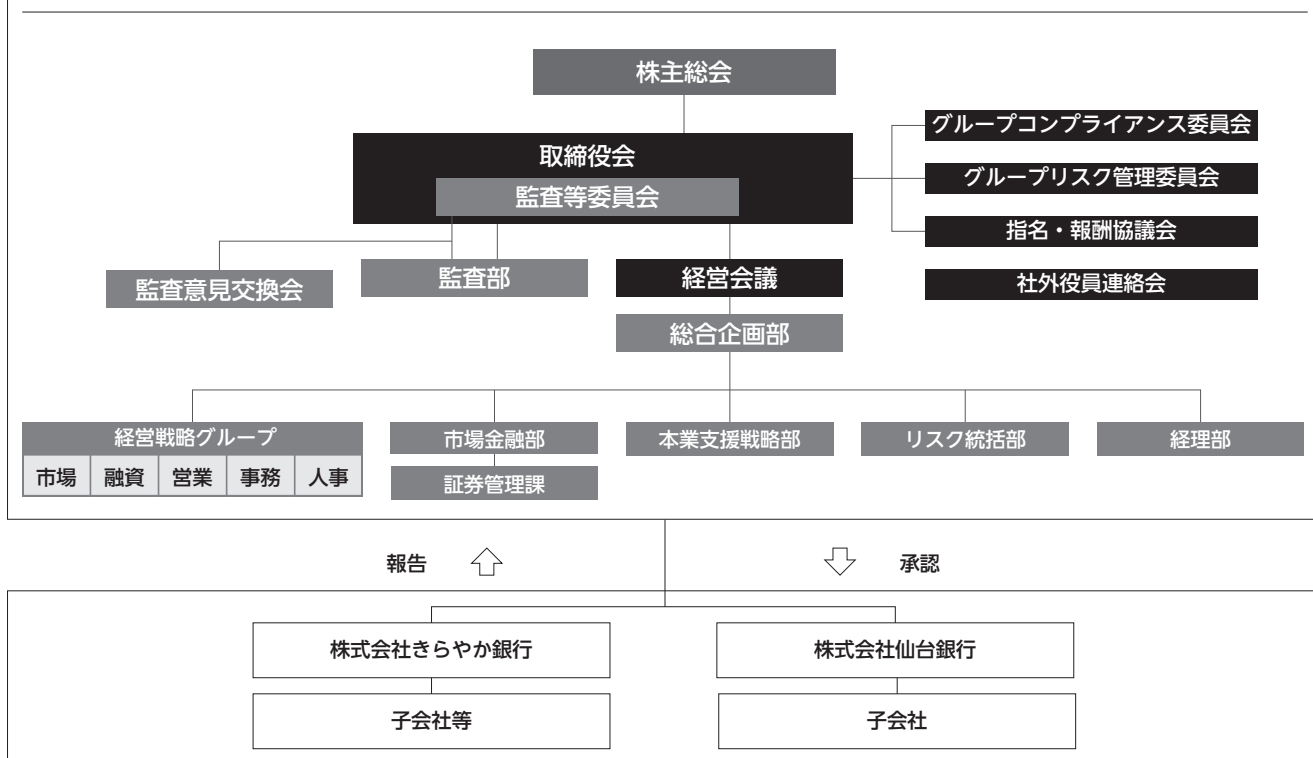 株主総会
取締役会
監査等委員会
グループコンプライアンス委員会
グループリスク管理委員会
指名・報酬協議会
社外役員連絡会
監査意見交換会
監査部
経営会議
総合企画部
経営戦略グループ
市場 融資 営業 事務 人事
市場金融部
証券管理課
本業支援戦略部
リスク統括部
経理部
報告
承認
株式会社きらやか銀行
株式会社仙台銀行
子会社等
子会社